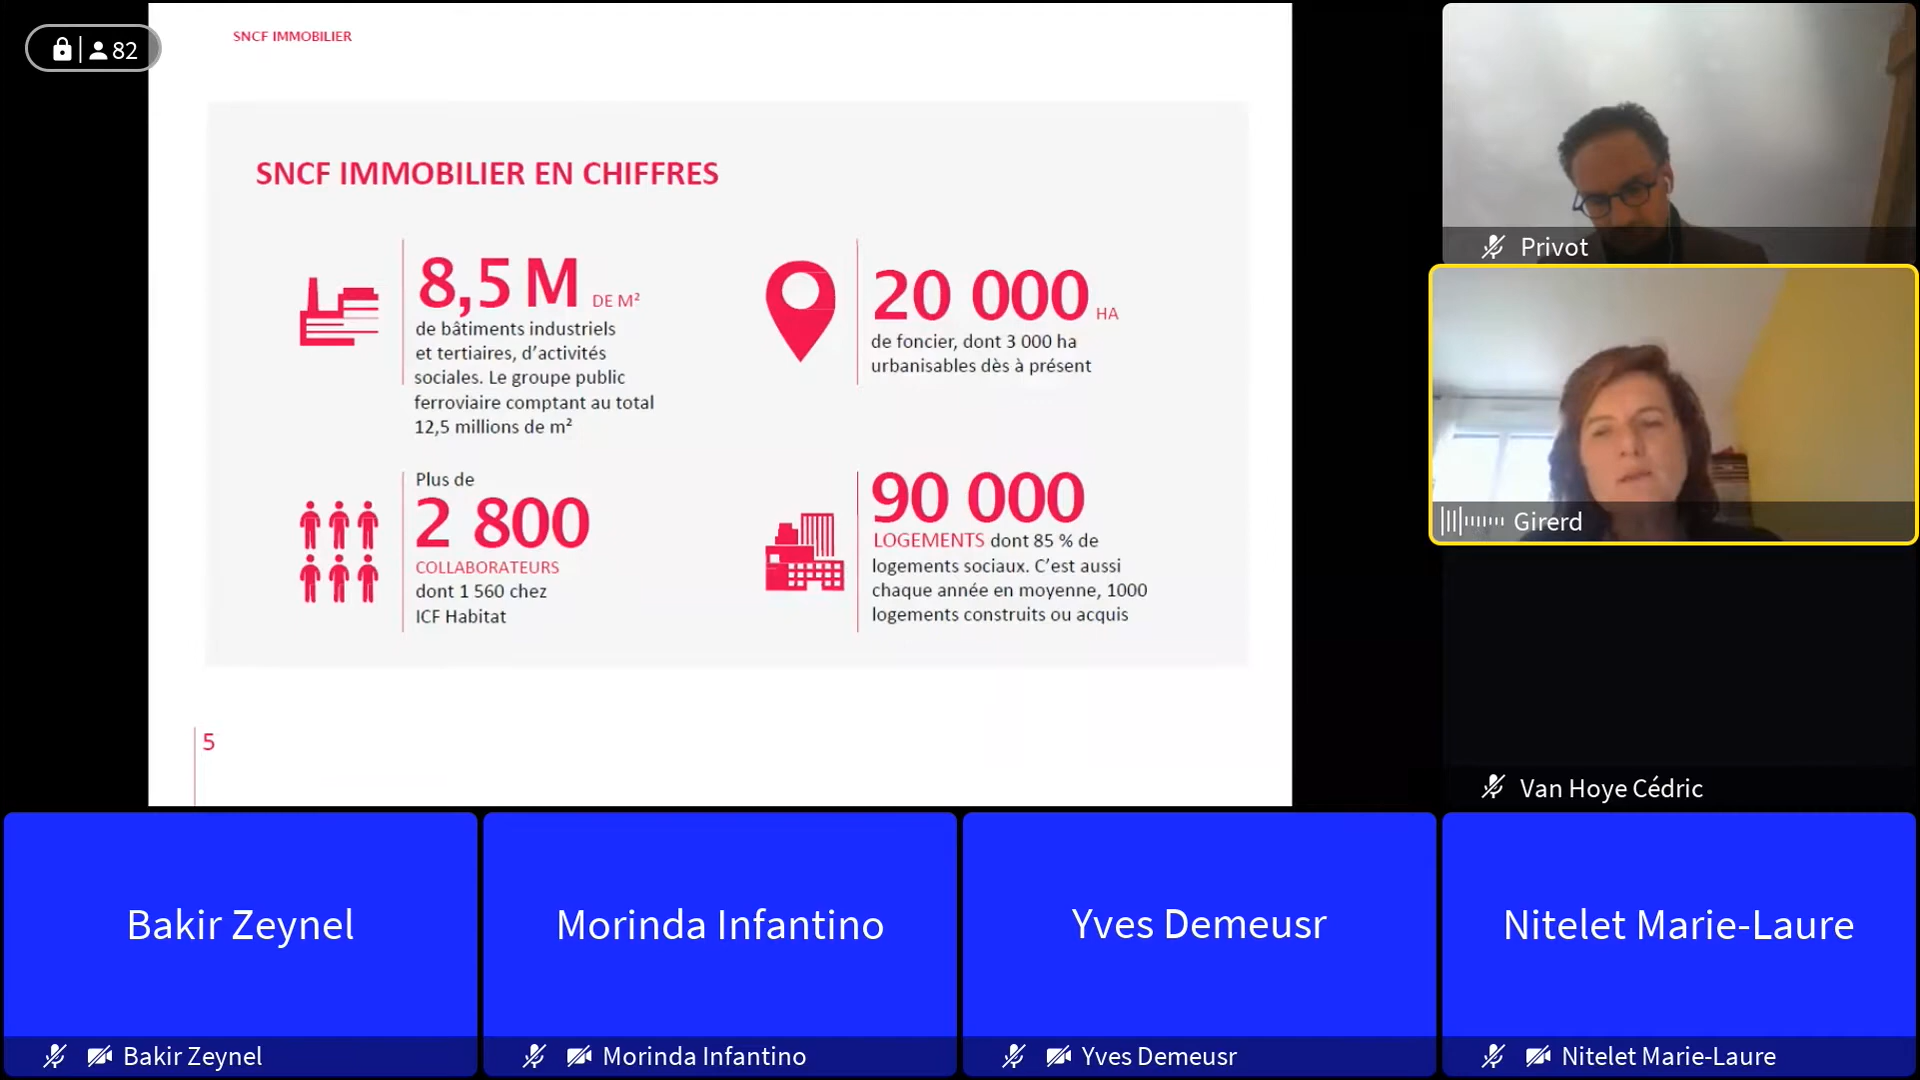 82
SNCF IMMOBILIER
SNCF IMMOBILIER EN CHIFFRES
8,5 M DE M²
de bâtiments industriels
et tertiaires, d’activités
sociales. Le groupe public
ferroviaire comptant au total
12,5 millions de m²
20 000 HA
de foncier, dont 3 000 ha
urbanisables dès à présent
Plus de
2 800
COLLABORATEURS
dont 1 560 chez
ICF Habitat
90 000
LOGEMENTS dont 85 % de
logements sociaux. C’est aussi
chaque année en moyenne, 1000
logements construits ou acquis
5
Privot
Girerd
Van Hoye Cédric
Bakir Zeynel
Morinda Infantino
Yves Demeusr
Nitelet Marie-Laure
Bakir Zeynel
Morinda Infantino
Yves Demeusr
Nitelet Marie-Laure